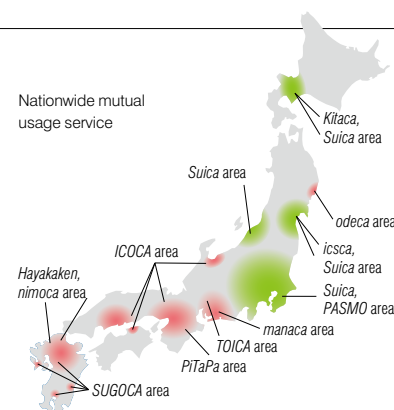 Nationwide mutual
usage service
Kitaca,
Suica area
Suica area
odeca area
ICOCA area
icsca,
Suica area
Hayakaken,
nimoca area
Suica,
PASMO area
manaca area
TOICA area
PiTaPa area
SUGOCA area